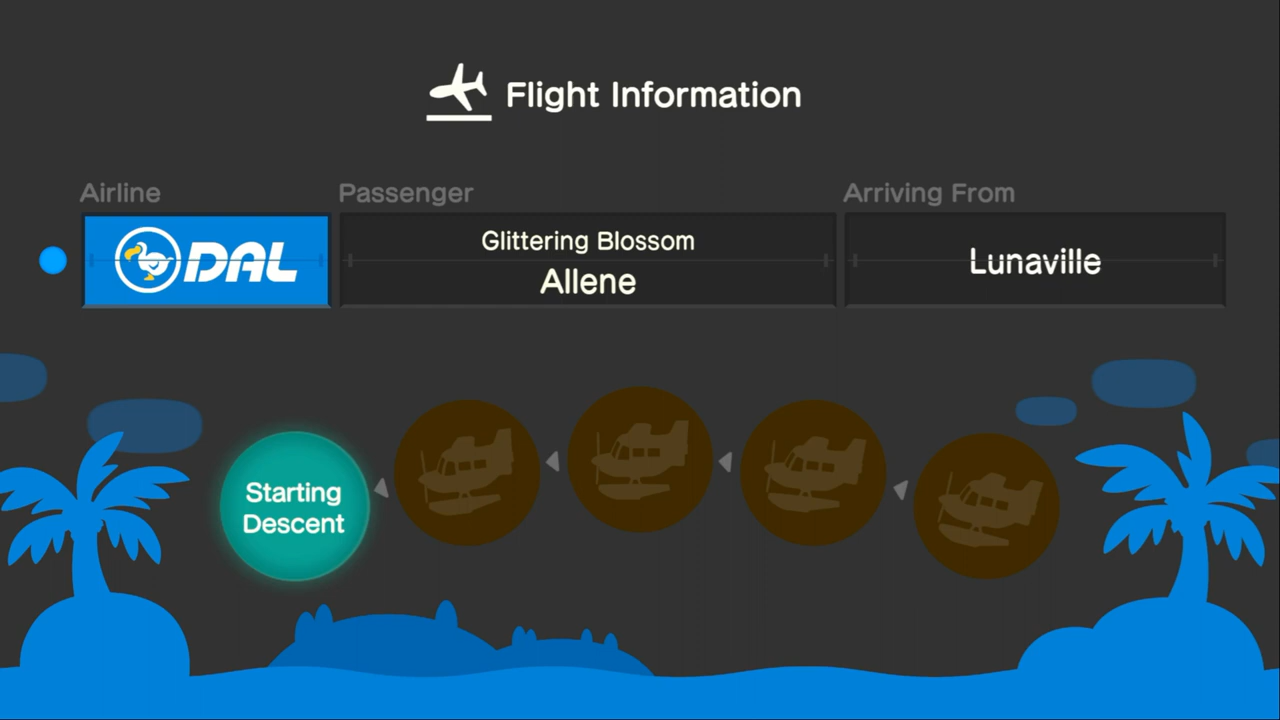 Flight Information
Airline
Passenger
Arriving From
DAL
Glittering Blossom
Allene
Lunaville
Starting
Descent